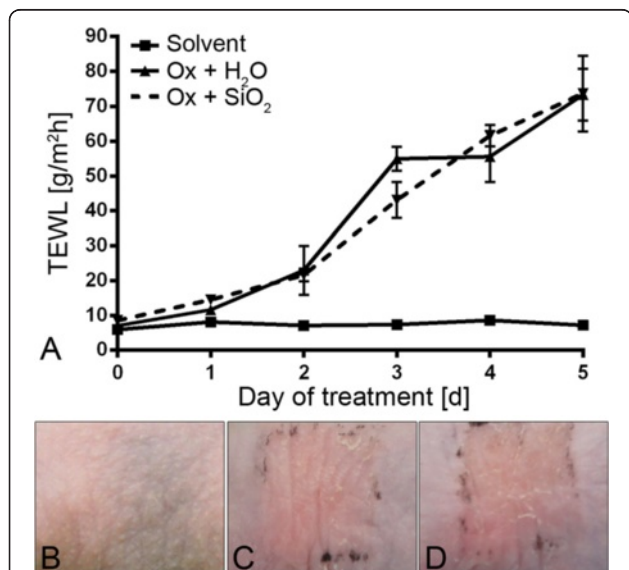 90
80
70
60
50
40
30
20
10
0
TEWL [g/m²h]
Solvent
Ox + H₂O
Ox + SiO₂
A
0 1 2 3 4 5
Day of treatment [d]
B C D